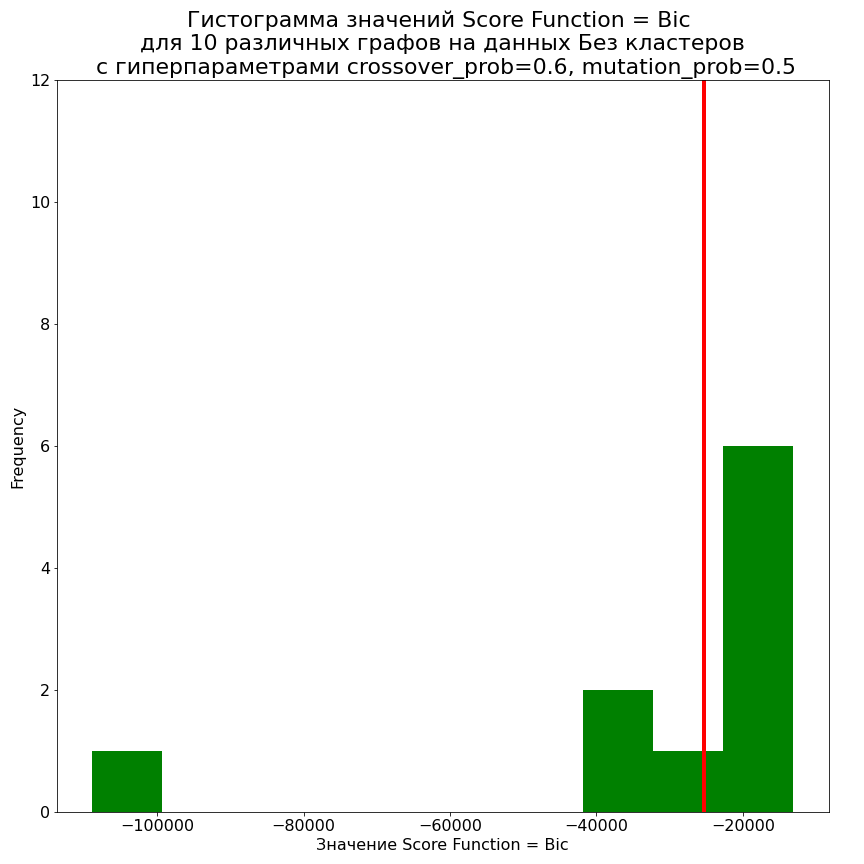 Гистограмма значений Score Function = Bic
для 10 различных графов на данных Без кластеров
с гиперпараметрами crossover_prob=0.6, mutation_prob=0.5
12
10
8
6
4
2
0
Frequency
−100000 −80000 −60000 −40000 −20000
Значение Score Function = Bic